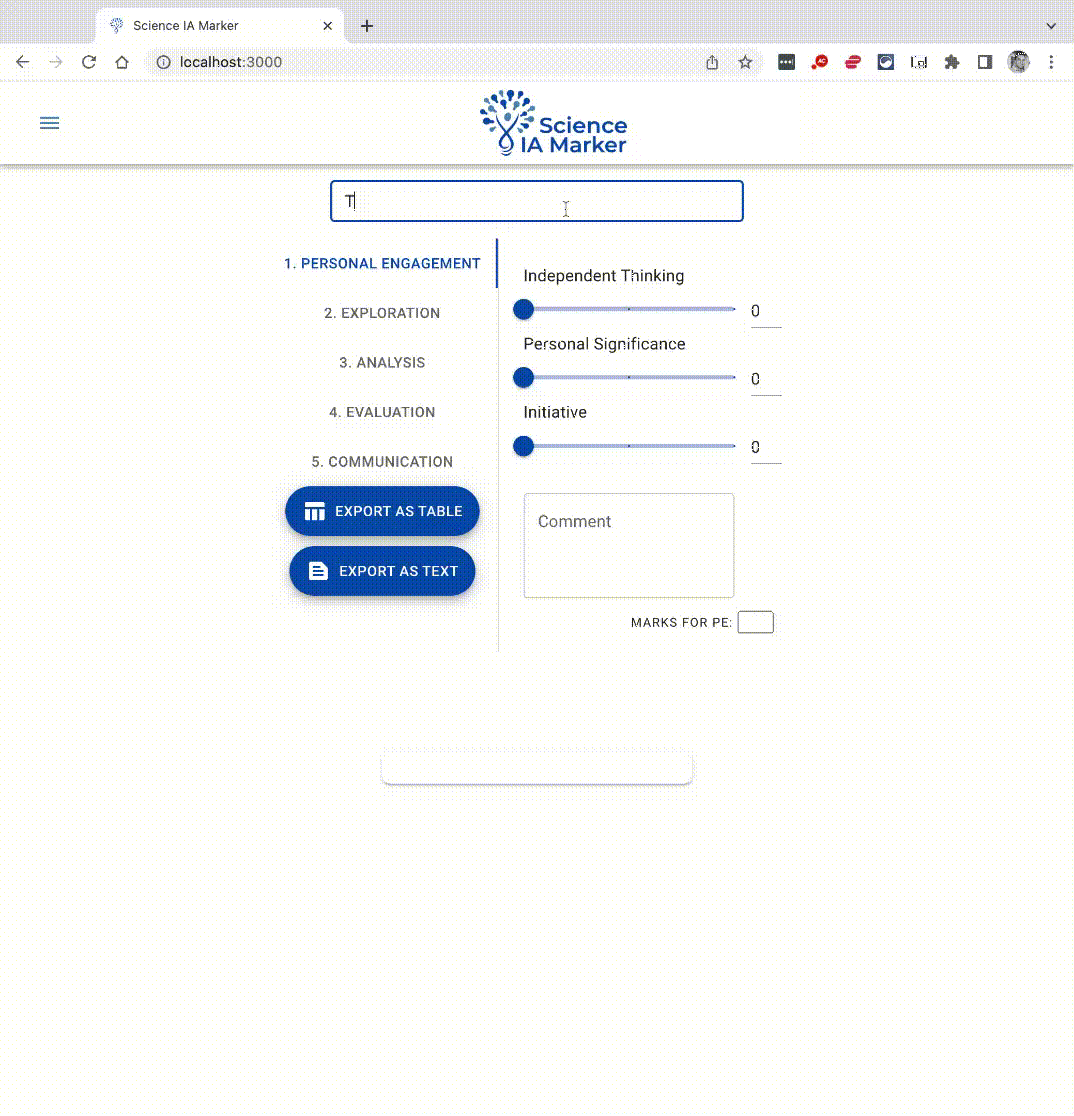 Science IA Marker
localhost:3000
Science
IA Marker
T
1. PERSONAL ENGAGEMENT
2. EXPLORATION
3. ANALYSIS
4. EVALUATION
5. COMMUNICATION
EXPORT AS TABLE
EXPORT AS TEXT
Independent Thinking
0
Personal Significance
0
Initiative
0
Comment
MARKS FOR PE: